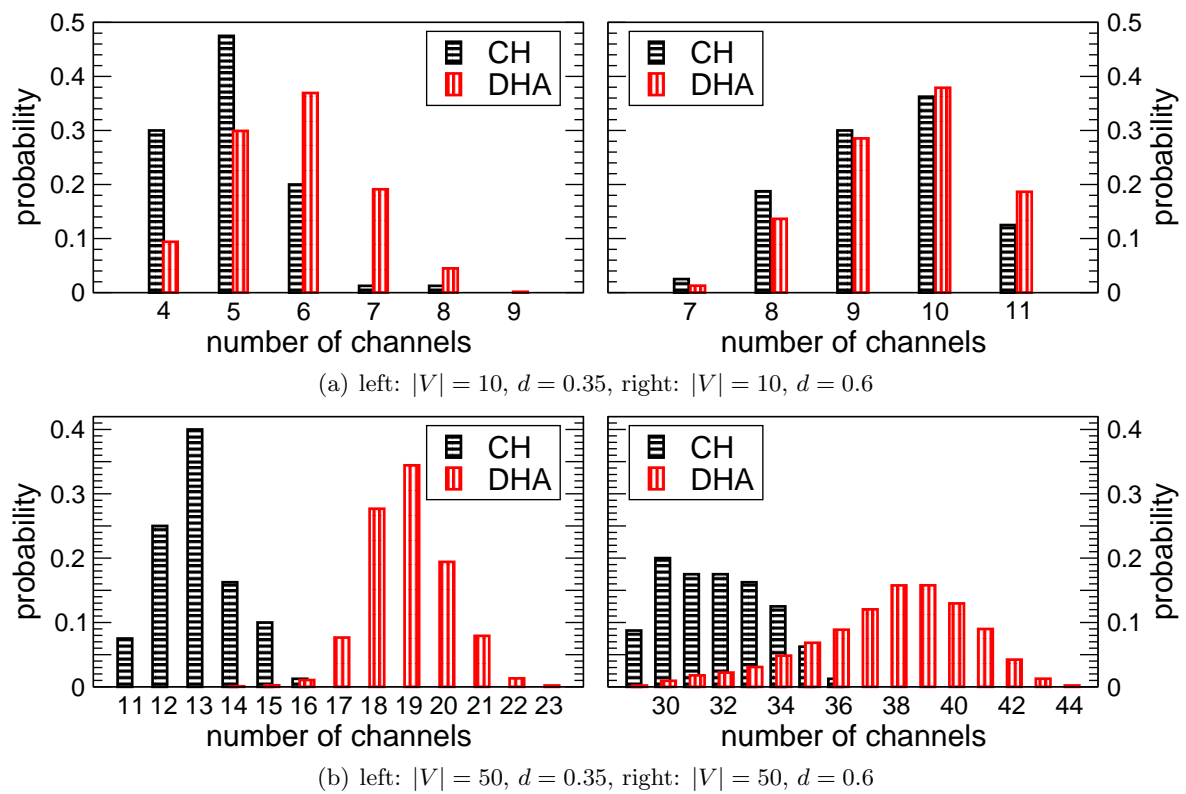 0.5
0.4
0.3
0.2
0.1
0
probability
CH
DHA
4 5 6 7 8 9
number of channels
CH
DHA
7 8 9 10 11
number of channels
0.5
0.4
0.3
0.2
0.1
0
probability
(a) left: |V| = 10, d = 0.35, right: |V| = 10, d = 0.6
0.4
0.3
0.2
0.1
0
probability
CH
DHA
11 12 13 14 15 16 17 18 19 20 21 22 23
number of channels
CH
DHA
30 32 34 36 38 40 42 44
number of channels
0.4
0.3
0.2
0.1
0
probability
(b) left: |V| = 50, d = 0.35, right: |V| = 50, d = 0.6